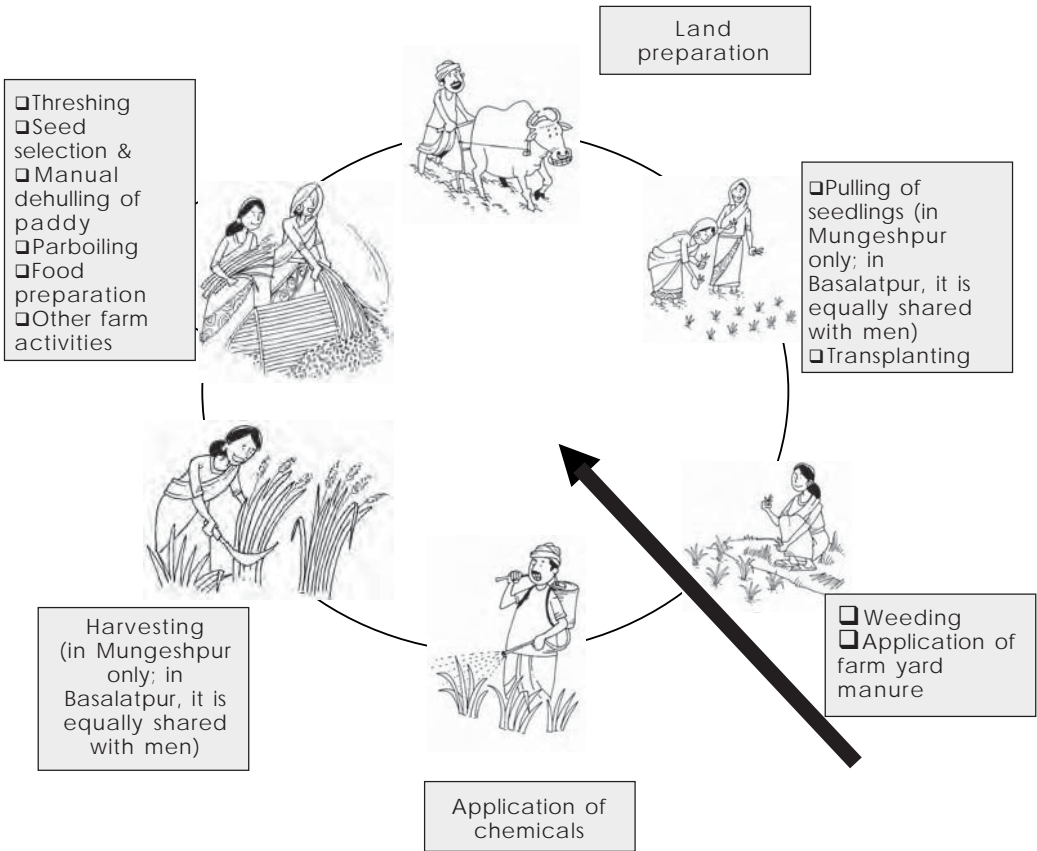 Land
preparation
❑Threshing
❑Seed
selection &
❑Manual
dehulling of
paddy
❑Parboiling
❑Food
preparation
❑Other farm
activities
❑Pulling of
seedlings (in
Mungeshpur
only; in
Basalatpur, it is
equally shared
with men)
❑Transplanting
❑Weeding
❑Application of
farm yard
manure
Harvesting
(in Mungeshpur
only; in
Basalatpur, it is
equally shared
with men)
Application of
chemicals